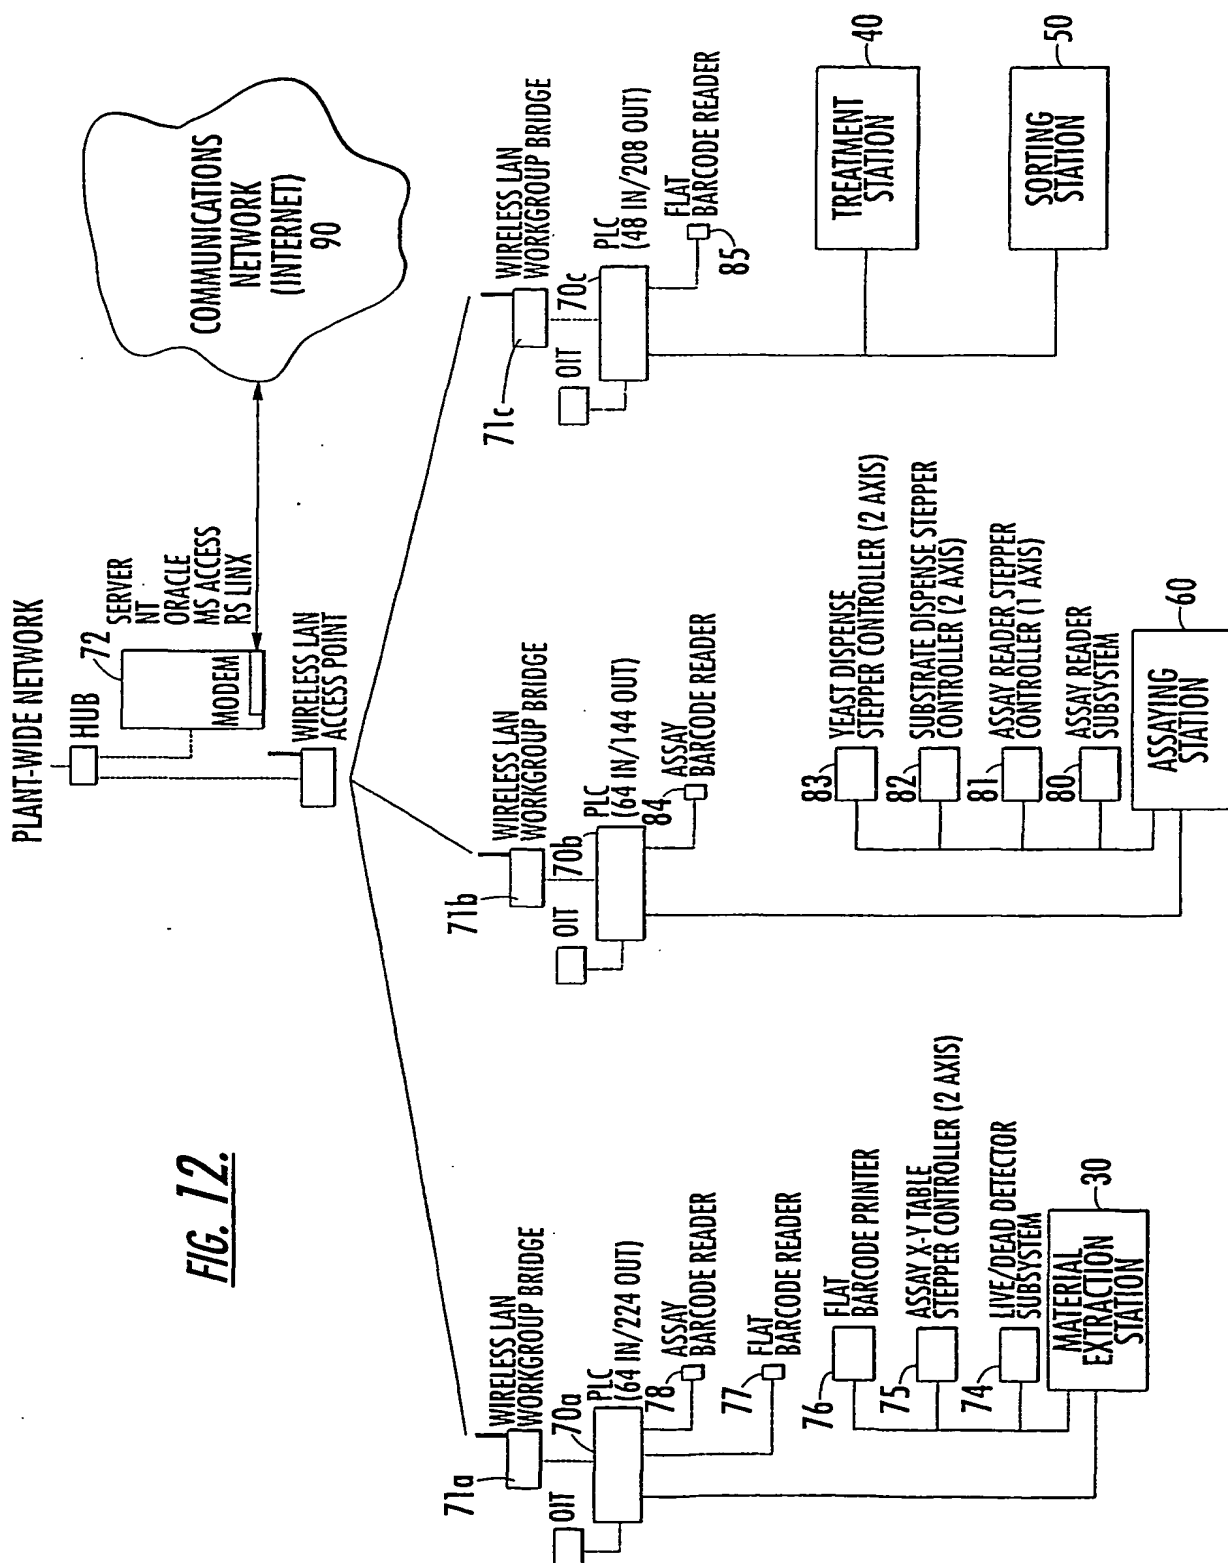 PLANT-WIDE NETWORK
HUB
72
SERVER
NT
ORACLE
MS ACCESS
RS LINX
MODEM
WIRELESS LAN
ACCESS POINT
COMMUNICATIONS
NETWORK
(INTERNET)
90
FIG. 12.
71a
WIRELESS LAN
WORKGROUP BRIDGE
OIT
70a
PLC
(64 IN/224 OUT)
78
ASSAY
BARCODE READER
77
FLAT
BARCODE READER
76
FLAT
BARCODE PRINTER
75
ASSAY X-Y TABLE
STEPPER CONTROLLER (2 AXIS)
74
LIVE/DEAD DETECTOR
SUBSYSTEM
MATERIAL
EXTRACTION
STATION
30
71b
WIRELESS LAN
WORKGROUP BRIDGE
OIT
70b
PLC
(64 IN/144 OUT)
84
ASSAY
BARCODE READER
83
YEAST DISPENSE
STEPPER CONTROLLER (2 AXIS)
82
SUBSTRATE DISPENSE STEPPER
CONTROLLER (2 AXIS)
81
ASSAY READER STEPPER
CONTROLLER (1 AXIS)
80
ASSAY READER
SUBSYSTEM
ASSAYING
STATION
60
71c
WIRELESS LAN
WORKGROUP BRIDGE
OIT
70c
PLC
(48 IN/208 OUT)
FLAT
BARCODE READER
85
TREATMENT
STATION
40
SORTING
STATION
50